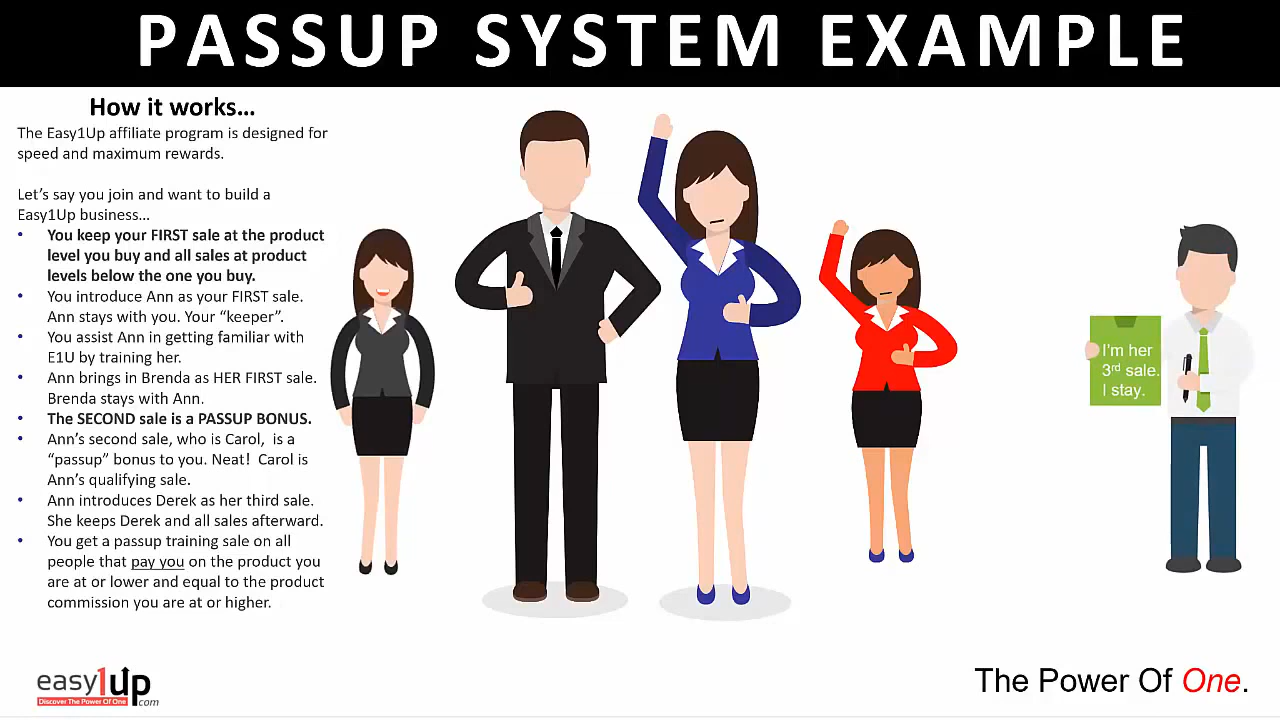 PASSUP SYSTEM EXAMPLE
How it works...
The Easy1Up affiliate program is designed for
speed and maximum rewards.
Let's say you join and want to build a
Easy1Up business...
• You keep your FIRST sale at the product
level you buy and all sales at product
levels below the one you buy.
• You introduce Ann as your FIRST sale.
Ann stays with you. Your “keeper”.
• You assist Ann in getting familiar with
E1U by training her.
• Ann brings in Brenda as HER FIRST sale.
Brenda stays with Ann.
• The SECOND sale is a PASSUP BONUS.
• Ann's second sale, who is Carol, is a
“passup” bonus to you. Neat! Carol is
Ann's qualifying sale.
• Ann introduces Derek as her third sale.
She keeps Derek and all sales afterward.
• You get a passup training sale on all
people that pay you on the product you
are at or lower and equal to the product
commission you are at or higher.
I'm her
3rd sale.
I stay.
easy1up
Discover The Power Of One .com
The Power Of One.